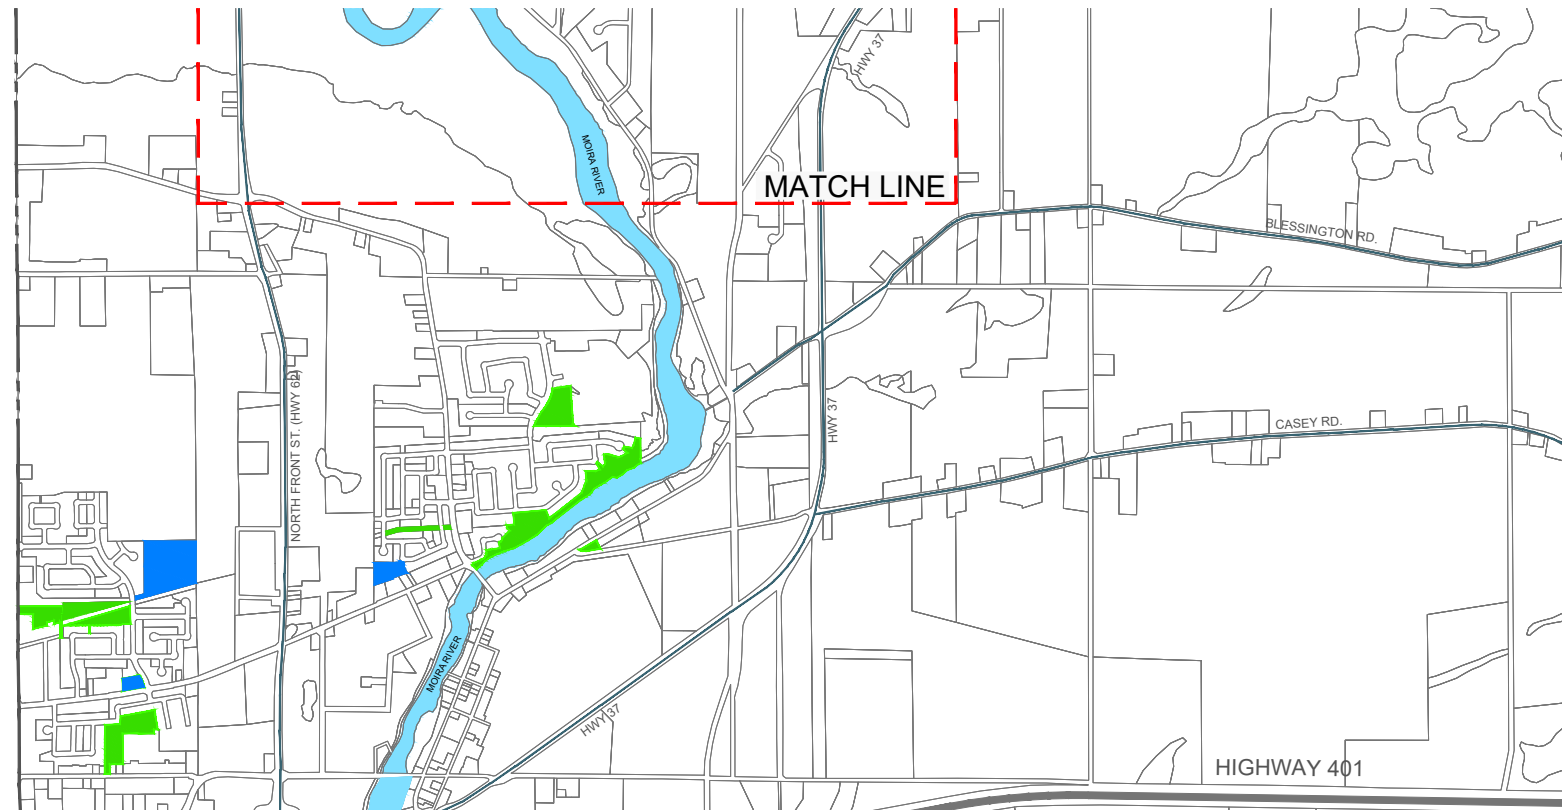 HWY 37
MOIRA RIVER
MATCH LINE
BLESSINGTON RD.
NORTH FRONT ST. (HWY 62)
HWY 37
CASEY RD.
MOIRA RIVER
HWY 37
HIGHWAY 401